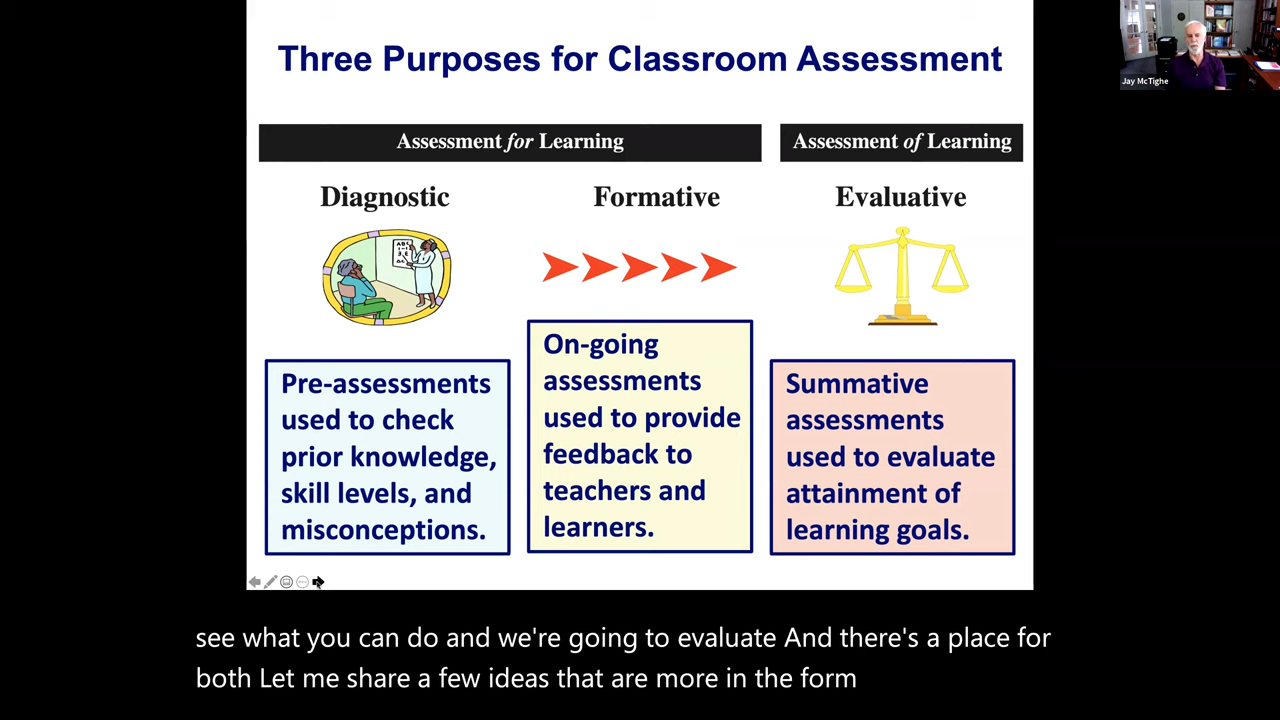 Three Purposes for Classroom Assessment
Jay McTighe
Assessment for Learning
Assessment of Learning
Diagnostic
Formative
Evaluative
ABC
Pre-assessments
used to check
prior knowledge,
skill levels, and
misconceptions.
On-going
assessments
used to provide
feedback to
teachers and
learners.
Summative
assessments
used to evaluate
attainment of
learning goals.
see what you can do and we're going to evaluate And there's a place for
both Let me share a few ideas that are more in the form